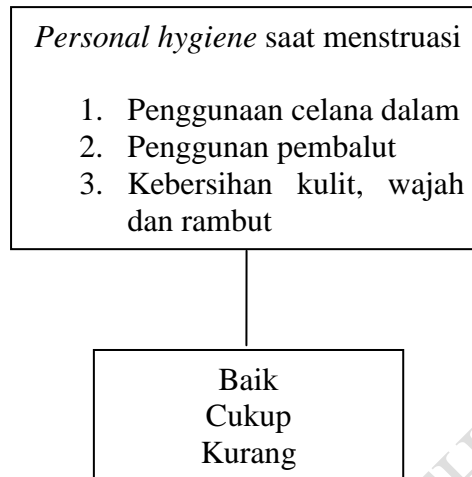 Personal hygiene saat menstruasi
1. Penggunaan celana dalam
2. Penggunan pembalut
3. Kebersihan kulit, wajah
dan rambut
Baik
Cukup
Kurang